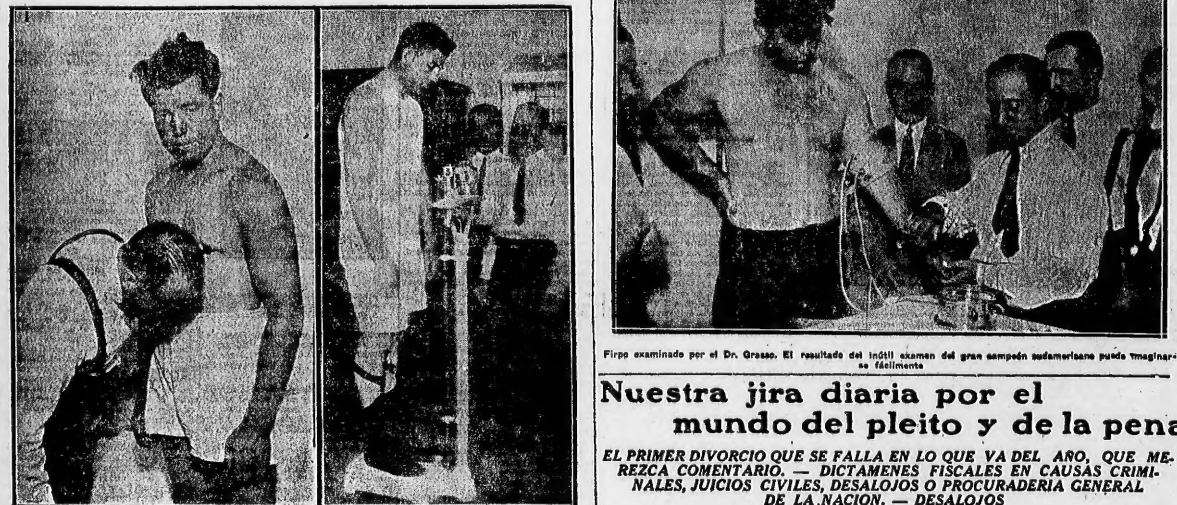 Firpo examinado por el Dr. Grasso. El resultado del inútil examen del gran campeón sudamericano puede imaginar-
se fácilmente
Nuestra jira diaria por el
mundo del pleito y de la pena
EL PRIMER DIVORCIO QUE SE FALLA EN LO QUE VA DEL AÑO, QUE ME-
REZCA COMENTARIO. — DICTAMENES FISCALES EN CAUSAS CRIMI-
NALES, JUICIOS CIVILES, DESALOJOS O PROCURADERIA GENERAL
DE LA NACION. — DESALOJOS